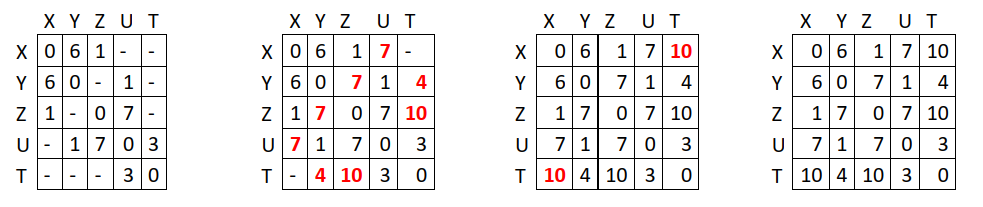 X Y Z U T
X 0 6 1 - -
Y 6 0 - 1 -
Z 1 - 0 7 -
U - 1 7 0 3
T - - - 3 0
X Y Z U T
X 0 6 1 7 -
Y 6 0 7 1 4
Z 1 7 0 7 10
U 7 1 7 0 3
T - 4 10 3 0
X Y Z U T
X 0 6 1 7 10
Y 6 0 7 1 4
Z 1 7 0 7 10
U 7 1 7 0 3
T 10 4 10 3 0
X Y Z U T
X 0 6 1 7 10
Y 6 0 7 1 4
Z 1 7 0 7 10
U 7 1 7 0 3
T 10 4 10 3 0